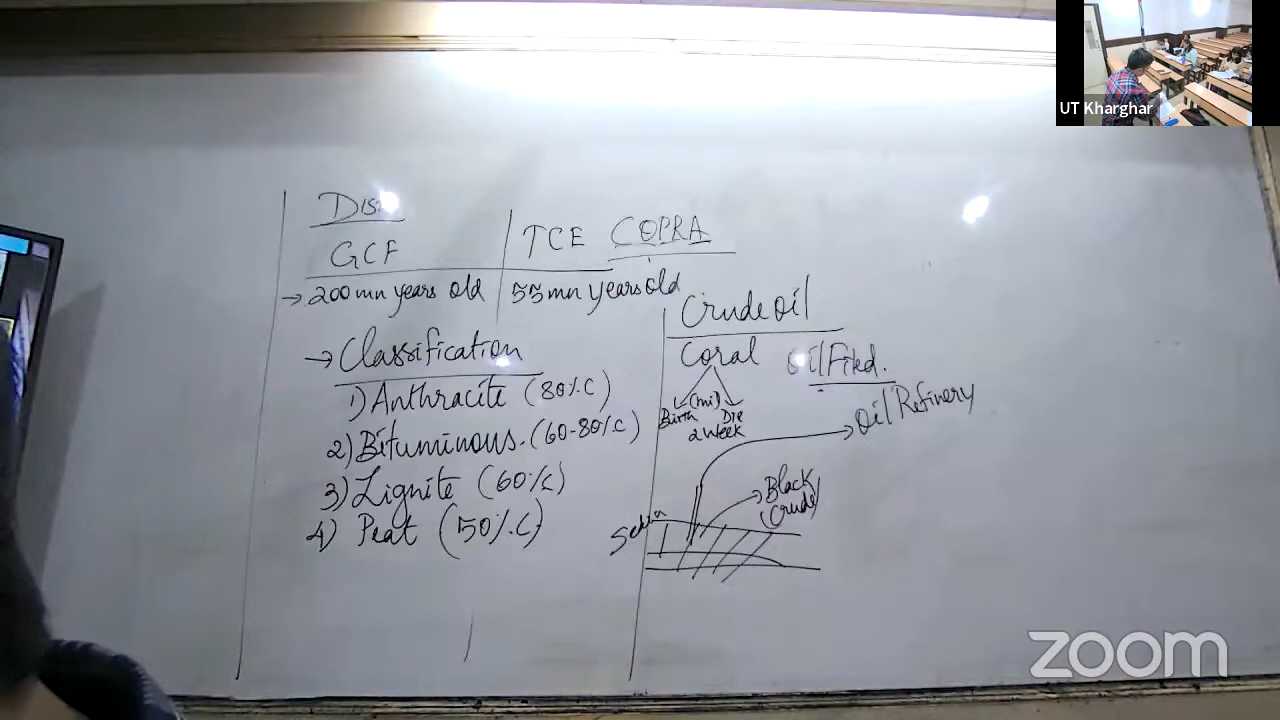 UT Kharghar
GCF
TCE COPRA
→ 200 mn years old
55 mn years old
→ Classification
1) Anthracite (80%.C)
2) Bituminous. (60-80%C)
3) Lignite (60%C)
4) Peat (50%.C)
Crude Oil
Coral
(mi)
Birth
Die
2 week
Oil Filed.
Oil Refinery
Black
(Crude)
zoom